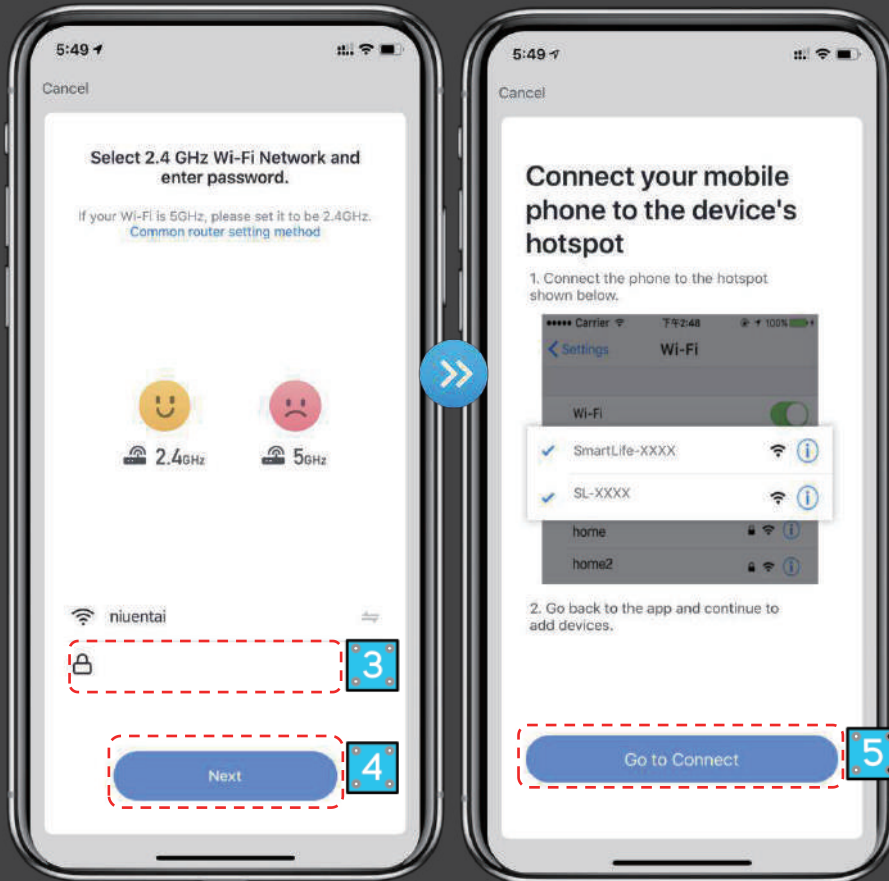 5:49
Cancel
Select 2.4 GHz Wi-Fi Network and
enter password.
If your Wi-Fi is 5GHz, please set it to be 2.4GHz.
Common router setting method
2.4GHz
5GHz
niuentai
3
Next
4
5:49
Cancel
Connect your mobile
phone to the device's
hotspot
1. Connect the phone to the hotspot
shown below.
Carrier 下午2:48 100%
Settings Wi-Fi
Wi-Fi
SmartLife-XXXX
SL-XXXX
home
home2
2. Go back to the app and continue to
add devices.
Go to Connect
5